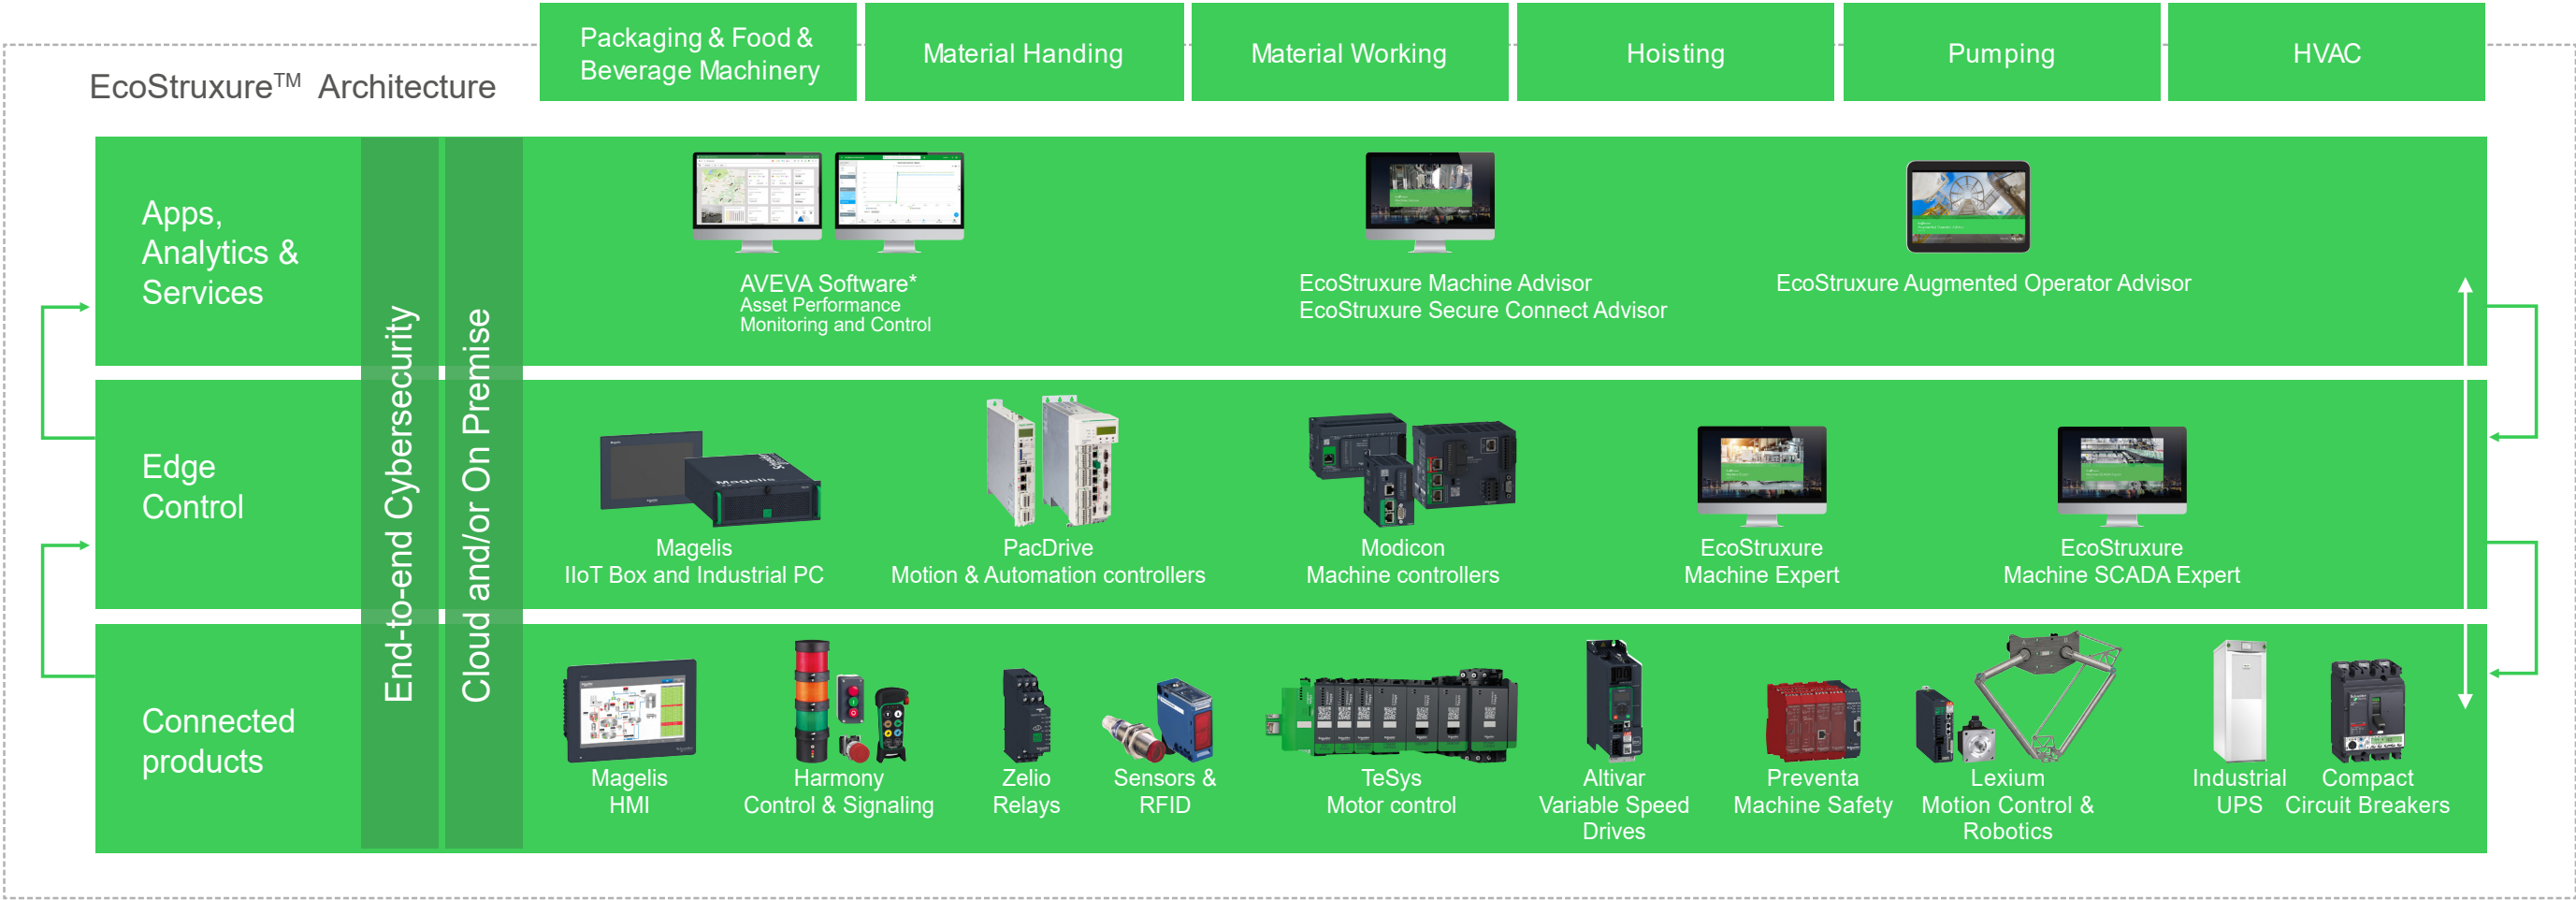 Packaging & Food &
Beverage Machinery
Material Handing
Material Working
Hoisting
Pumping
HVAC
EcoStruxure™ Architecture
Apps,
Analytics &
Services
End-to-end Cybersecurity
Cloud and/or On Premise
AVEVA Software*
Asset Performance
Monitoring and Control
EcoStruxure Machine Advisor
EcoStruxure Secure Connect Advisor
EcoStruxure Augmented Operator Advisor
Edge
Control
Magelis
Magelis
IIoT Box and Industrial PC
PacDrive
Motion & Automation controllers
Modicon
Machine controllers
EcoStruxure
Machine Expert
EcoStruxure
Machine SCADA Expert
Connected
products
Magelis
HMI
Harmony
Control & Signaling
Zelio
Relays
Sensors &
RFID
TeSys
Motor control
Altivar
Variable Speed
Drives
Preventa
Machine Safety
Lexium
Motion Control &
Robotics
Industrial
UPS
Compact
Circuit Breakers